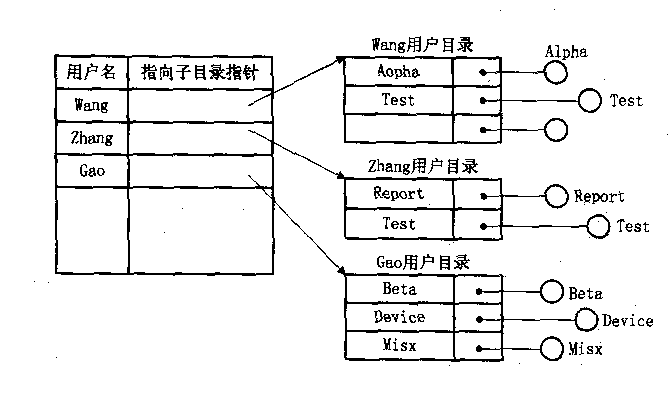 用户名 指向子目录指针
Wang
Zhang
Gao
Wang用户目录
Aopha Alpha
Test Test
Zhang用户目录
Report Report
Test Test
Gao用户目录
Beta Beta
Device Device
Misx Misx